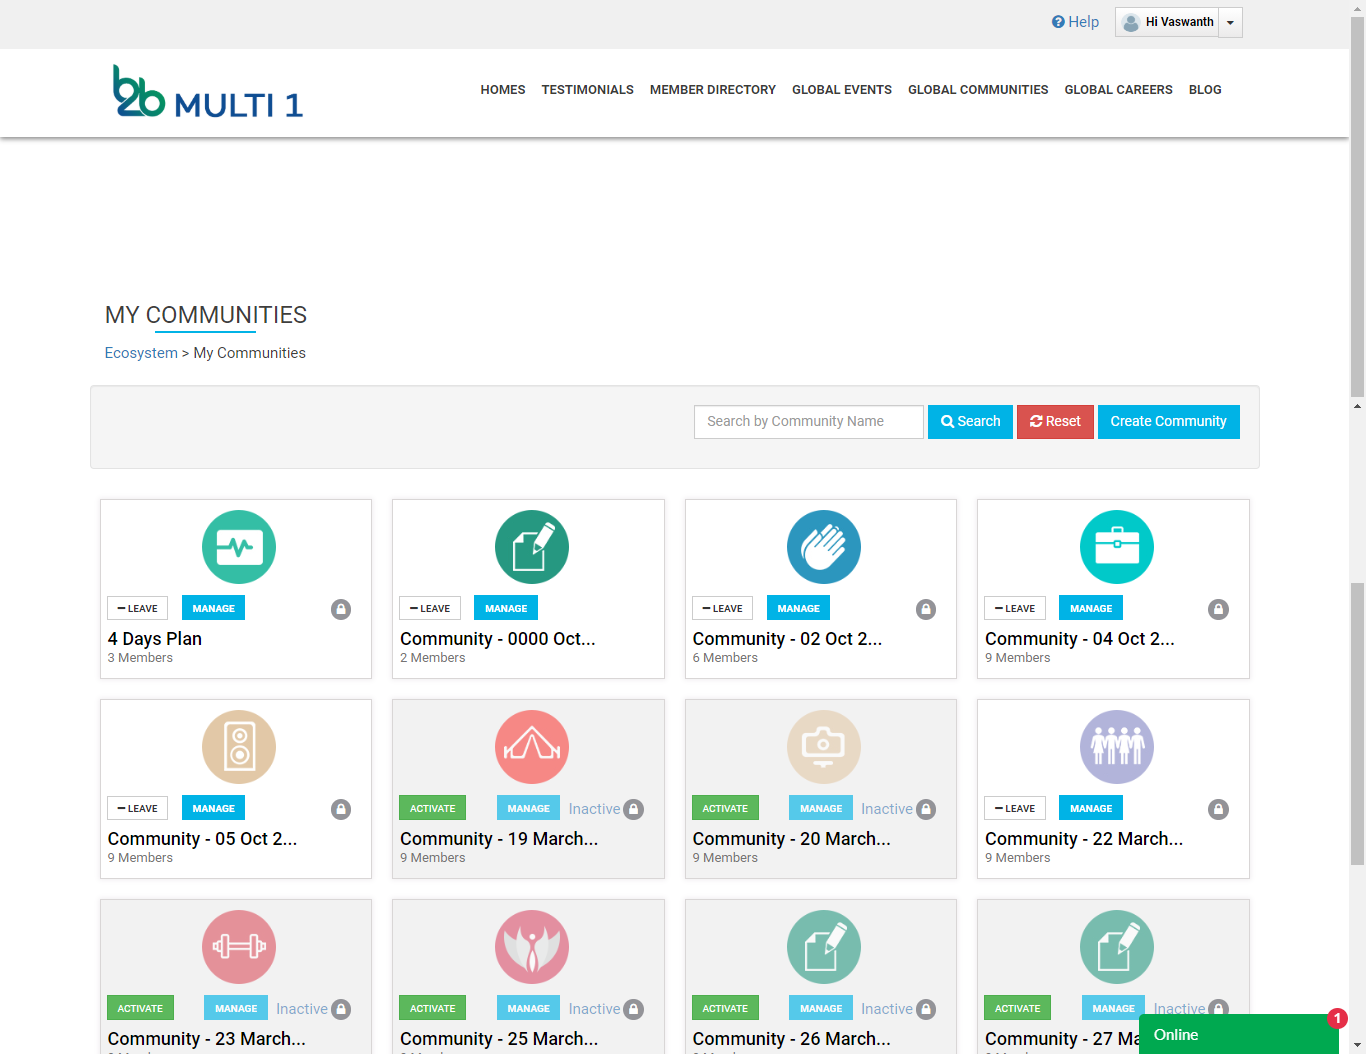 Help
Hi Vaswanth
b2b MULTI 1
HOMES TESTIMONIALS MEMBER DIRECTORY GLOBAL EVENTS GLOBAL COMMUNITIES GLOBAL CAREERS BLOG
MY COMMUNITIES
Ecosystem > My Communities
Search by Community Name Search Reset Create Community
LEAVE MANAGE
4 Days Plan
3 Members
LEAVE MANAGE
Community - 0000 Oct...
2 Members
LEAVE MANAGE
Community - 02 Oct 2...
6 Members
LEAVE MANAGE
Community - 04 Oct 2...
9 Members
LEAVE MANAGE
Community - 05 Oct 2...
9 Members
ACTIVATE MANAGE Inactive
Community - 19 March...
9 Members
ACTIVATE MANAGE Inactive
Community - 20 March...
9 Members
LEAVE MANAGE
Community - 22 March...
9 Members
ACTIVATE MANAGE Inactive
Community - 23 March...
ACTIVATE MANAGE Inactive
Community - 25 March...
ACTIVATE MANAGE Inactive
Community - 26 March...
ACTIVATE MANAGE Inactive
Community - 27
Online
1